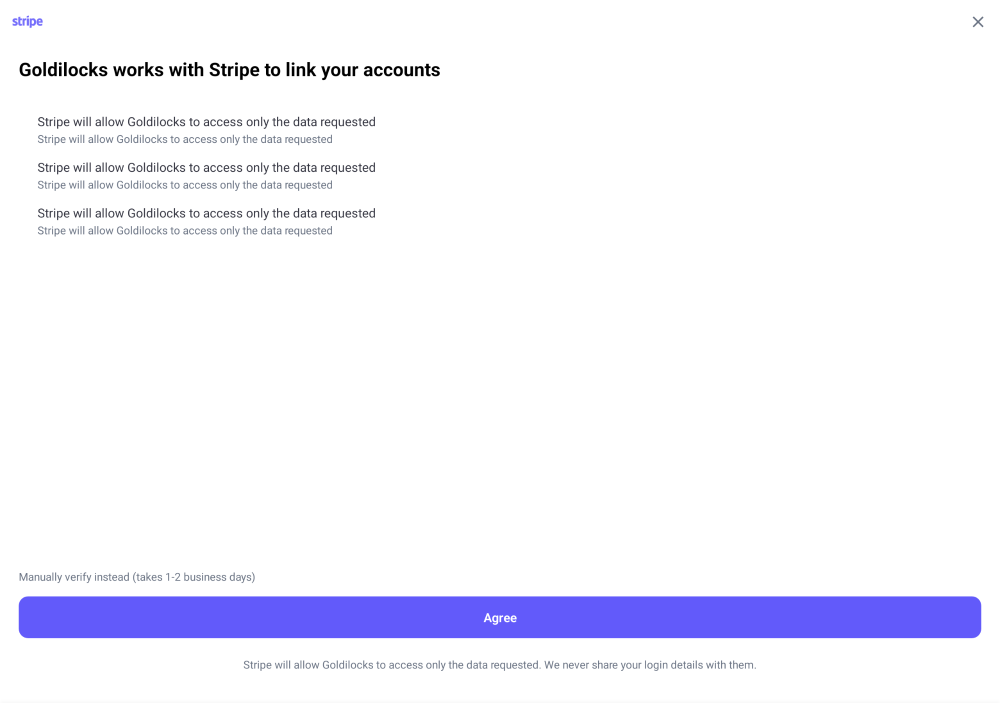 stripe
Goldilocks works with Stripe to link your accounts
Stripe will allow Goldilocks to access only the data requested
Stripe will allow Goldilocks to access only the data requested
Stripe will allow Goldilocks to access only the data requested
Stripe will allow Goldilocks to access only the data requested
Stripe will allow Goldilocks to access only the data requested
Stripe will allow Goldilocks to access only the data requested
Manually verify instead (takes 1-2 business days)
Agree
Stripe will allow Goldilocks to access only the data requested. We never share your login details with them.